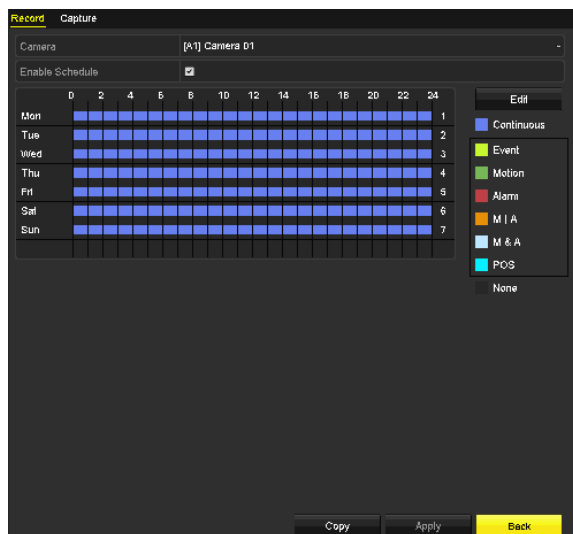 Record Capture
Camera [A1] Camera 01
Enable Schedule
0 2 4 6 8 10 12 14 16 18 20 22 24
Edit
Mon 1
Tue 2
Wed 3
Thu 4
Fri 5
Sat 6
Sun 7
Continuous
Event
Motion
Alarm
M | A
M & A
POS
None
Copy Apply Back